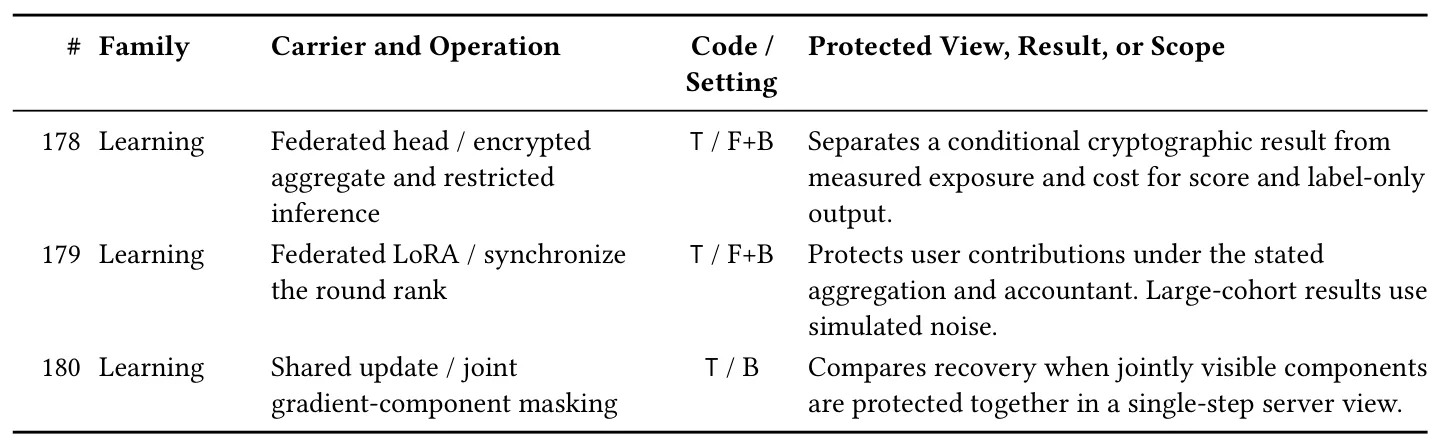 # Family Carrier and Operation Code / Protected View, Result, or Scope
Setting
178 Learning Federated head / encrypted T / F+B Separates a conditional cryptographic result from
aggregate and restricted measured exposure and cost for score and label-only
inference output.
179 Learning Federated LoRA / synchronize T / F+B Protects user contributions under the stated
the round rank aggregation and accountant. Large-cohort results use
simulated noise.
180 Learning Shared update / joint T / B Compares recovery when jointly visible components
gradient-component masking are protected together in a single-step server view.